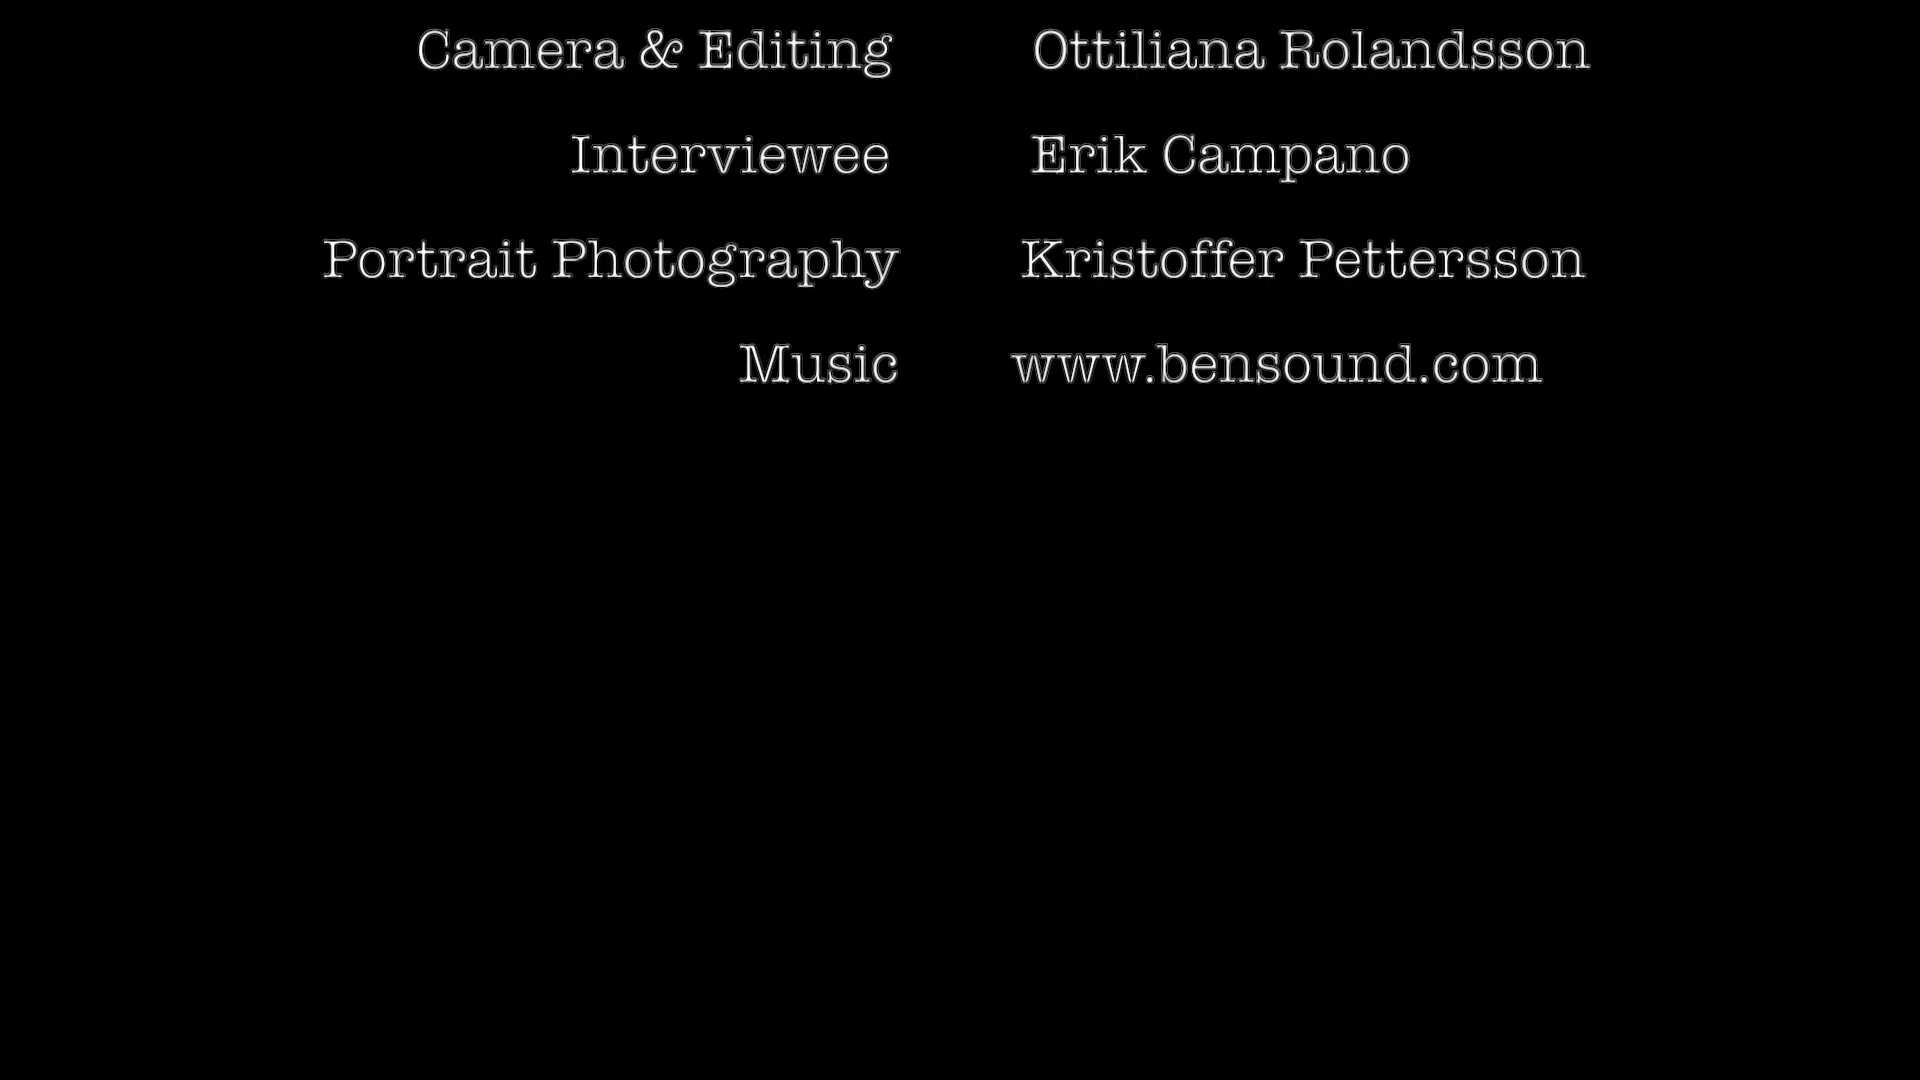 Camera & Editing Ottiliana Rolandsson
Interviewee Erik Campano
Portrait Photography Kristoffer Pettersson
Music www.bensound.com